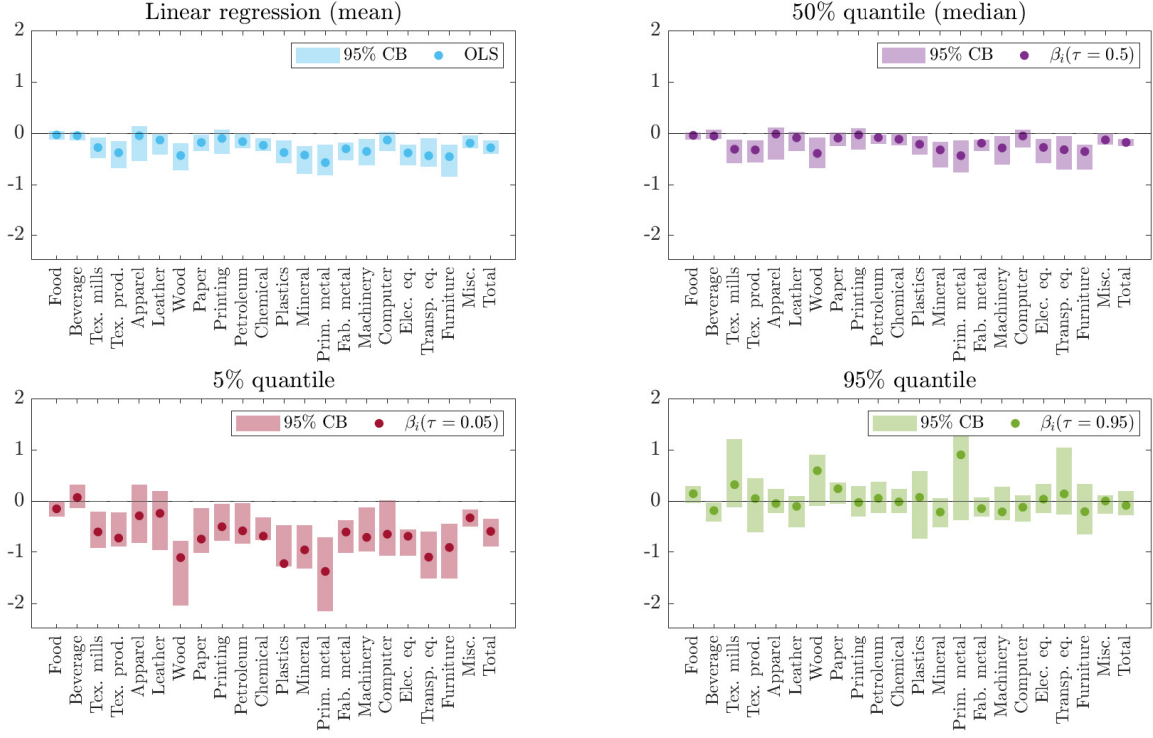 Linear regression (mean)
2
1
0
-1
-2
95% CB
OLS
Food
Beverage
Tex. mills
Tex. prod.
Apparel
Leather
Wood
Paper
Printing
Petroleum
Chemical
Plastics
Mineral
Prim. metal
Fab. metal
Machinery
Computer
Elec. eq.
Transp. eq.
Furniture
Misc.
Total
50% quantile (median)
2
1
0
-1
-2
95% CB
βi(τ = 0.5)
Food
Beverage
Tex. mills
Tex. prod.
Apparel
Leather
Wood
Paper
Printing
Petroleum
Chemical
Plastics
Mineral
Prim. metal
Fab. metal
Machinery
Computer
Elec. eq.
Transp. eq.
Furniture
Misc.
Total
5% quantile
2
1
0
-1
-2
95% CB
βi(τ = 0.05)
Food
Beverage
Tex. mills
Tex. prod.
Apparel
Leather
Wood
Paper
Printing
Petroleum
Chemical
Plastics
Mineral
Prim. metal
Fab. metal
Machinery
Computer
Elec. eq.
Transp. eq.
Furniture
Misc.
Total
95% quantile
2
1
0
-1
-2
95% CB
βi(τ = 0.95)
Food
Beverage
Tex. mills
Tex. prod.
Apparel
Leather
Wood
Paper
Printing
Petroleum
Chemical
Plastics
Mineral
Prim. metal
Fab. metal
Machinery
Computer
Elec. eq.
Transp. eq.
Furniture
Misc.
Total